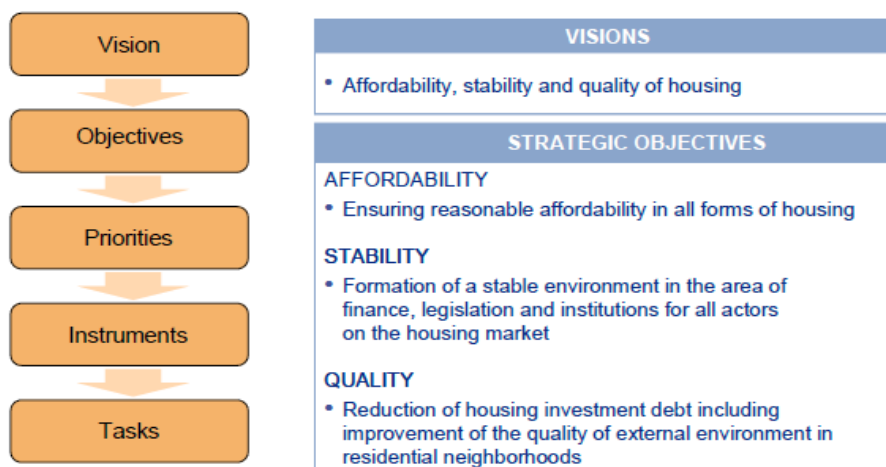 Vision
Objectives
Priorities
Instruments
Tasks
VISIONS
• Affordability, stability and quality of housing
STRATEGIC OBJECTIVES
AFFORDABILITY
• Ensuring reasonable affordability in all forms of housing
STABILITY
• Formation of a stable environment in the area of
finance, legislation and institutions for all actors
on the housing market
QUALITY
• Reduction of housing investment debt including
improvement of the quality of external environment in
residential neighborhoods